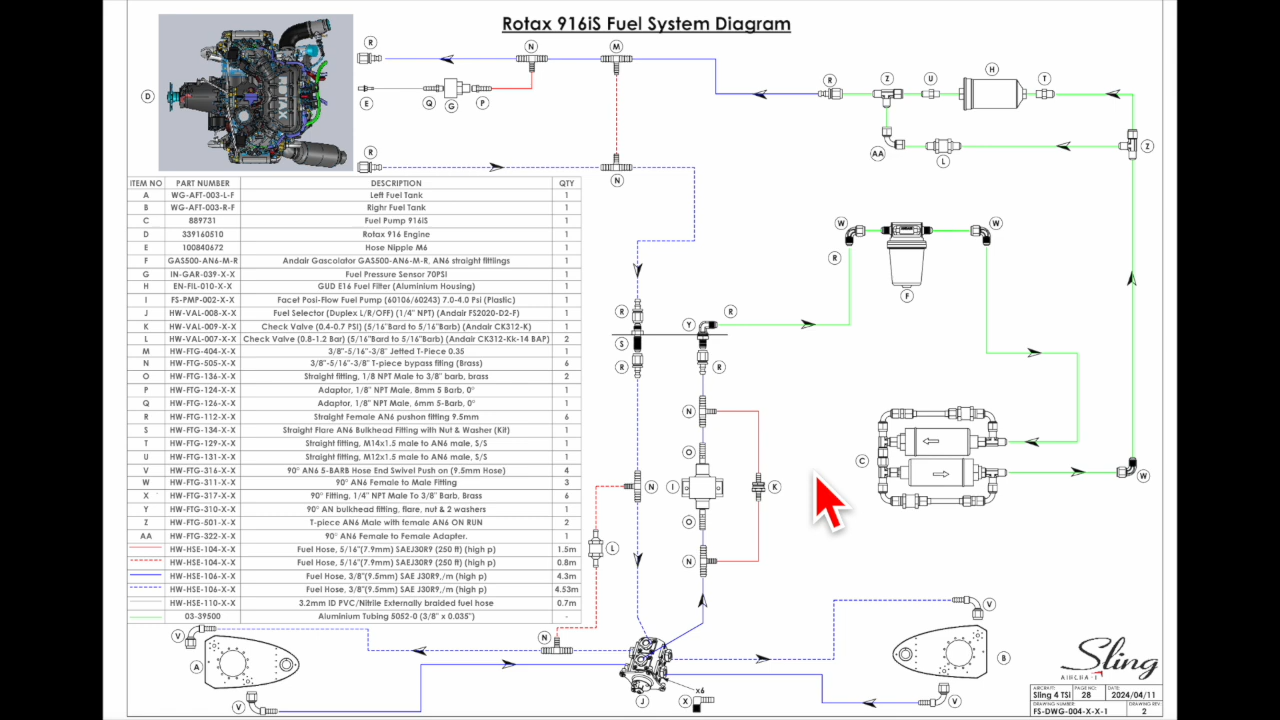 Rotax 916iS Fuel System Diagram
R
N
M
R
Z
U
H
T
D
E
Q
G
P
AA
L
Z
R
N
ITEM NO PART NUMBER DESCRIPTION QTY
A WG-AFT-003-L-F Left Fuel Tank 1
B WG-AFT-003-R-F Right Fuel Tank 1
C 889731 Fuel Pump 916iS 1
D 339160510 Rotax 916 Engine 1
E 100840672 Hose Nipple M6 1
F GAS500-AN6-M-R Andair Gascolator GAS500-AN6-M-R, AN6 straight fittlings 1
G IN-GAR-039-X-X Fuel Pressure Sensor 70PSI 1
H EN-FIL-010-X-X GUD E16 Fuel Filter (Aluminium Housing) 1
I FS-PMP-002-X-X Facet Posi-Flow Fuel Pump (60106/60243) 7.0-4.0 Psi (Plastic) 1
J HW-VAL-008-X-X Fuel Selector (Duplex L/R/OFF) (1/4" NPT) (Andair FS2020-D2-F) 1
K HW-VAL-009-X-X Check Valve (0.4-0.7 PSI) (5/16"Bard to 5/16"Barb) (Andair CK312-K) 1
L HW-VAL-007-X-X Check Valve (0.8-1.2 Bar) (5/16"Bard to 5/16"Barb) (Andair CK312-Kk-14 BAP) 2
M HW-FTG-404-X-X 3/8"-5/16"-3/8" Jetted T-Piece 0.35 1
N HW-FTG-505-X-X 3/8"-5/16"-3/8" T-piece bypass fiting (Brass) 6
O HW-FTG-136-X-X Straight fitting, 1/8 NPT Male to 3/8" barb, brass 2
P HW-FTG-124-X-X Adaptor, 1/8" NPT Male, 8mm 5 Barb, 0° 1
Q HW-FTG-126-X-X Adaptor, 1/8" NPT Male, 6mm 5-Barb, 0° 1
R HW-FTG-112-X-X Straight Female AN6 pushon fitting 9.5mm 6
S HW-FTG-134-X-X Straight Flare AN6 Bulkhead Fitting with Nut & Washer (Kit) 1
T HW-FTG-129-X-X Straight fitting, M14x1.5 male to AN6 male, S/S 1
U HW-FTG-131-X-X Straight fitting, M12x1.5 male to AN6 male, S/S 1
V HW-FTG-316-X-X 90° AN6 5-BARB Hose End Swivel Push on (9.5mm Hose) 4
W HW-FTG-311-X-X 90° AN6 Female to Male Fitting 3
X HW-FTG-317-X-X 90° Fitting, 1/4" NPT Male To 3/8" Barb, Brass 6
Y HW-FTG-310-X-X 90° AN bulkhead fitting, flare, nut & 2 washers 1
Z HW-FTG-501-X-X T-piece AN6 Male with female AN6 ON RUN 2
AA HW-FTG-322-X-X 90° AN6 Female to Female Adapter. 1
HW-HSE-104-X-X Fuel Hose, 5/16"(7.9mm) SAEJ30R9 (250 ft) (high p) 1.5m
HW-HSE-104-X-X Fuel Hose, 5/16"(7.9mm) SAEJ30R9 (250 ft) (high p) 0.8m
HW-HSE-106-X-X Fuel Hose, 3/8"(9.5mm) SAE J30R9,/m (high p) 4.3m
HW-HSE-106-X-X Fuel Hose, 3/8"(9.5mm) SAE J30R9,/m (high p) 4.53m
HW-HSE-110-X-X 3.2mm ID PVC/Nitrile Externally braided fuel hose 0.7m
03-39500 Aluminium Tubing 5052-0 (3/8" x 0.035") -
W
W
R
F
R
S
R
Y
R
R
N
O
I
O
N
K
N
L
N
C
W
V
A
V
J
x6
X
V
B
V
Sling
AIRCRAFT
AIRCRAFT: PAGE NO: DATE:
Sling 4 TSi 28 2024/04/11
DRAWING NUMBER: DRAWING REV:
FS-DWG-004-X-X-1 2